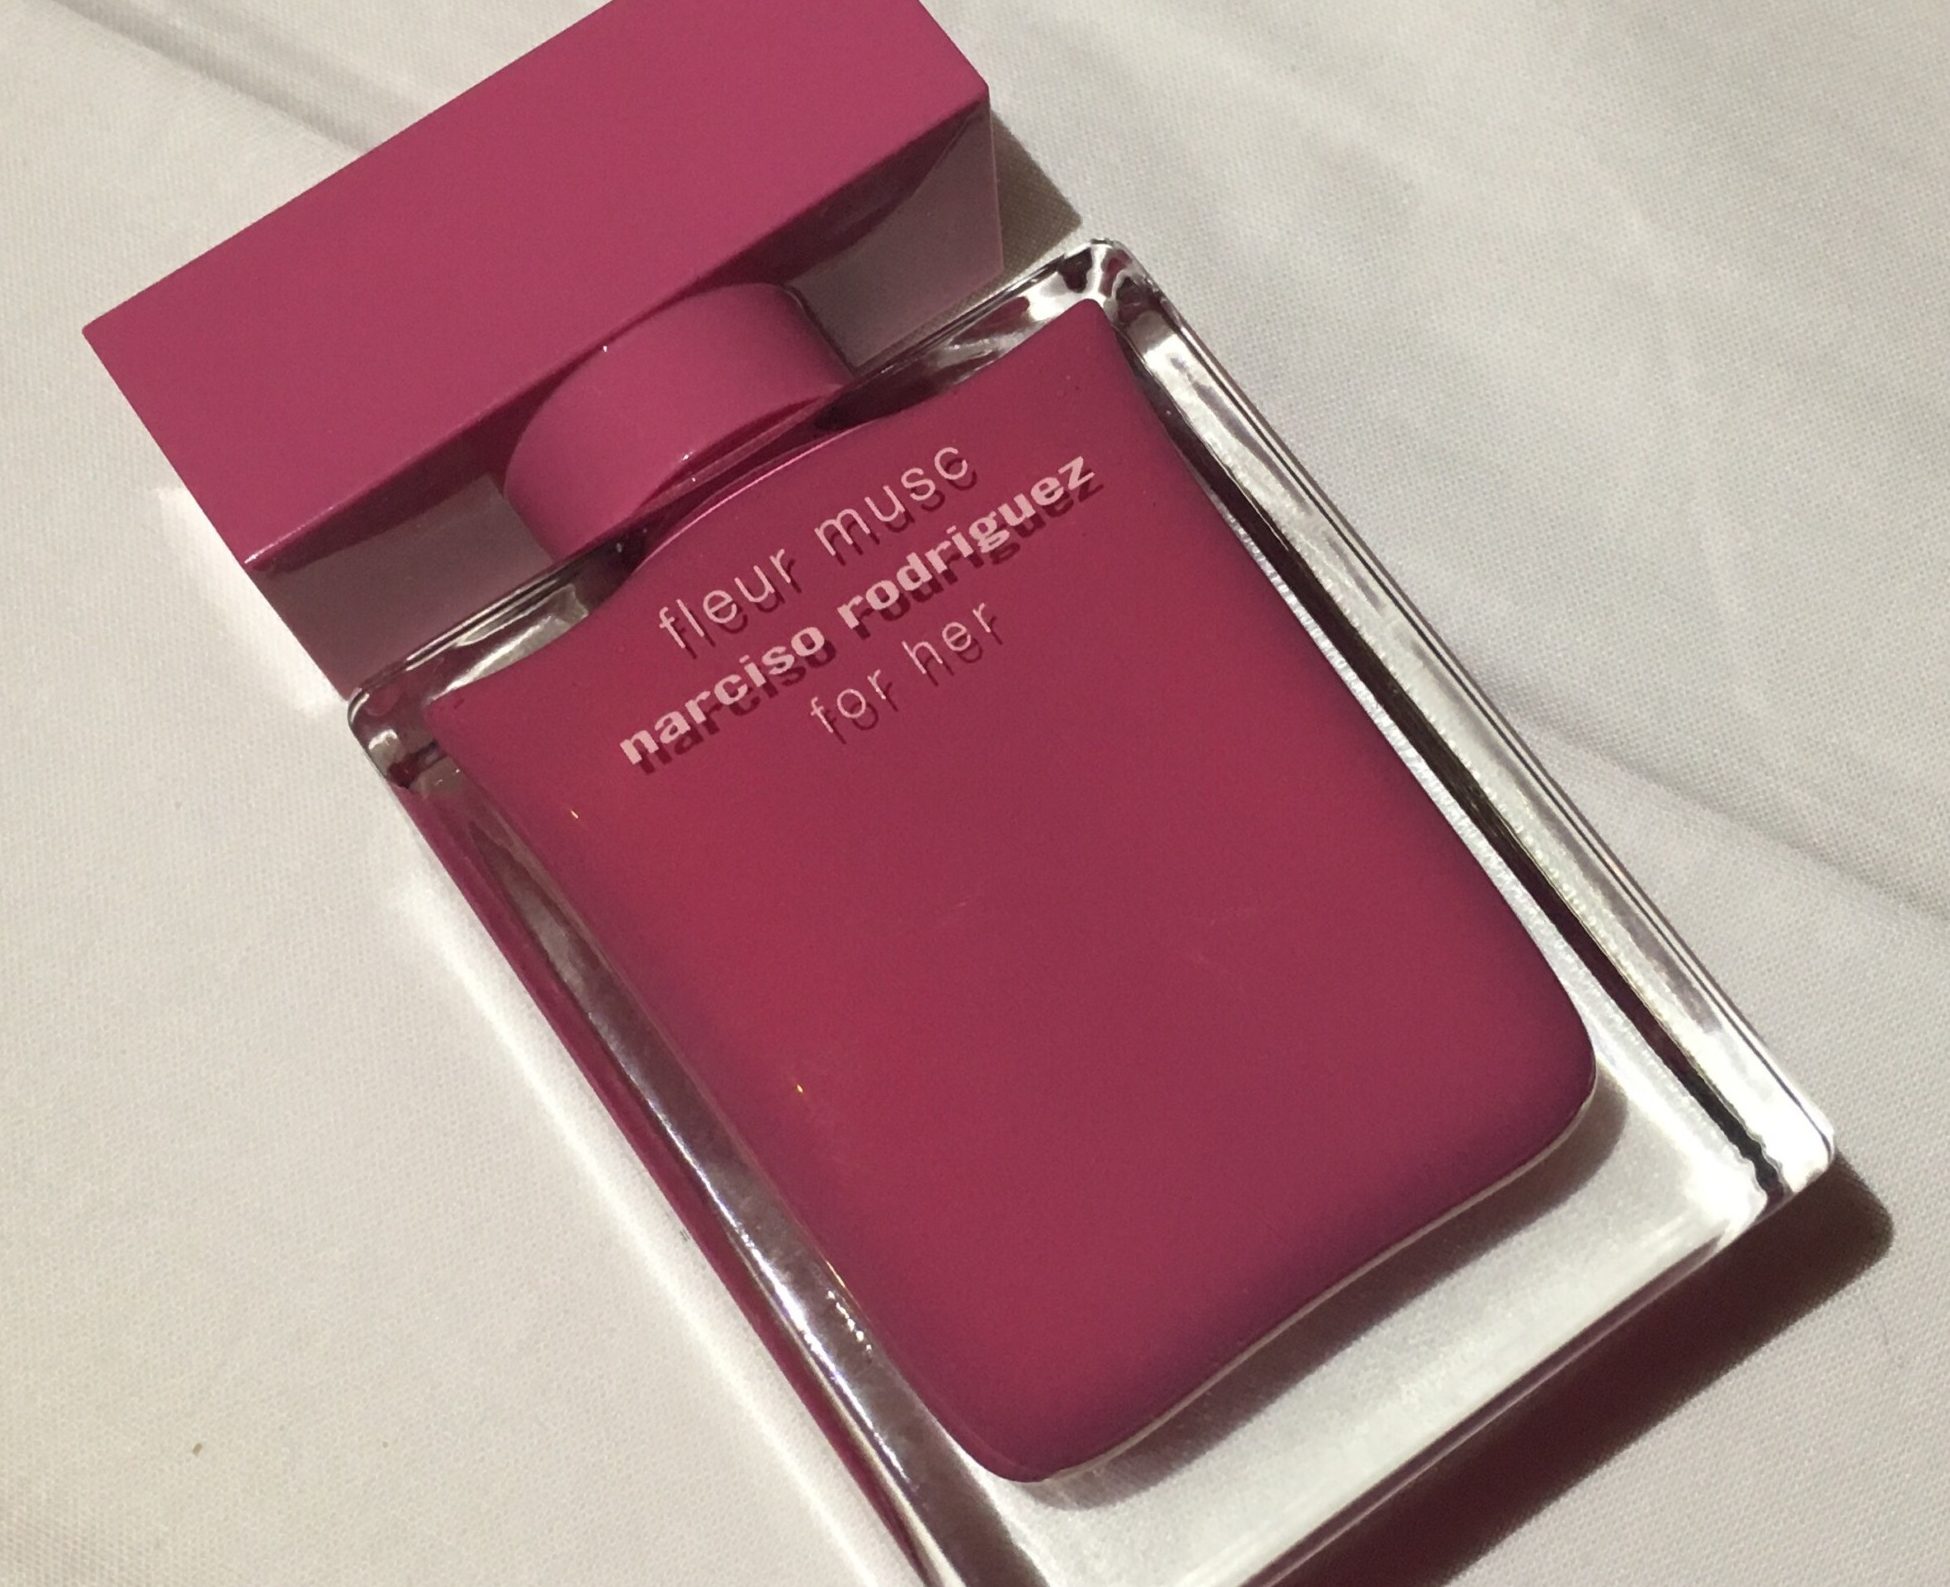 fleur musc
narciso rodriguez
for her